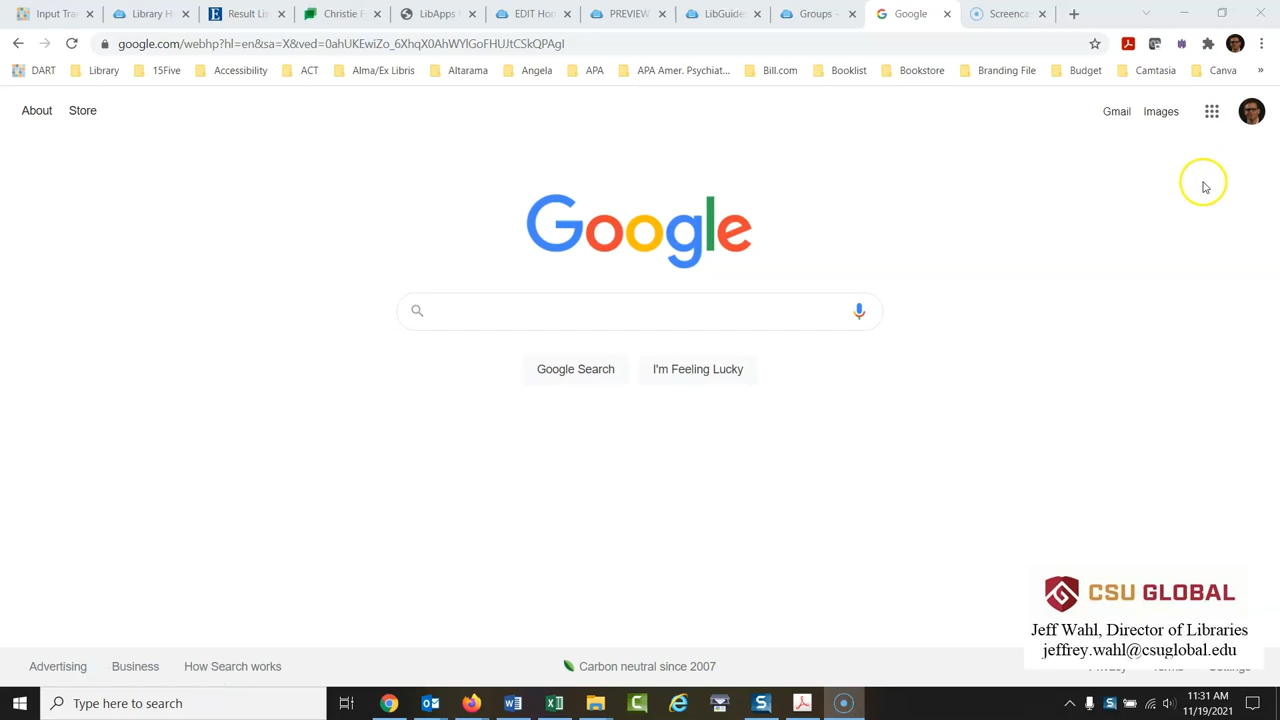 Input Tra
Library H
Result Li
Christie F
LibApps
EDIT Hon
PREVIEW
LibGuide
Groups -
Google
Screenca
google.com/webhp?hl=en&sa=X&ved=0ahUKEwiZo_6Xhq
DART
Library
15Five
Accessibility
ACT
Alma/Ex Libris
Altarama
Angela
APA
APA Amer. Psychiat...
Bill.com
Booklist
Bookstore
Branding File
Budget
Camtasia
Canva
»
About
Store
Gmail
Images
Google
Google Search
I'm Feeling Lucky
CSU GLOBAL
Jeff Wahl, Director of Libraries
jeffrey.wahl@csuglobal.edu
Advertising
Business
How Search works
Carbon neutral since 2007
Type here to search
11:31 AM
11/19/2021